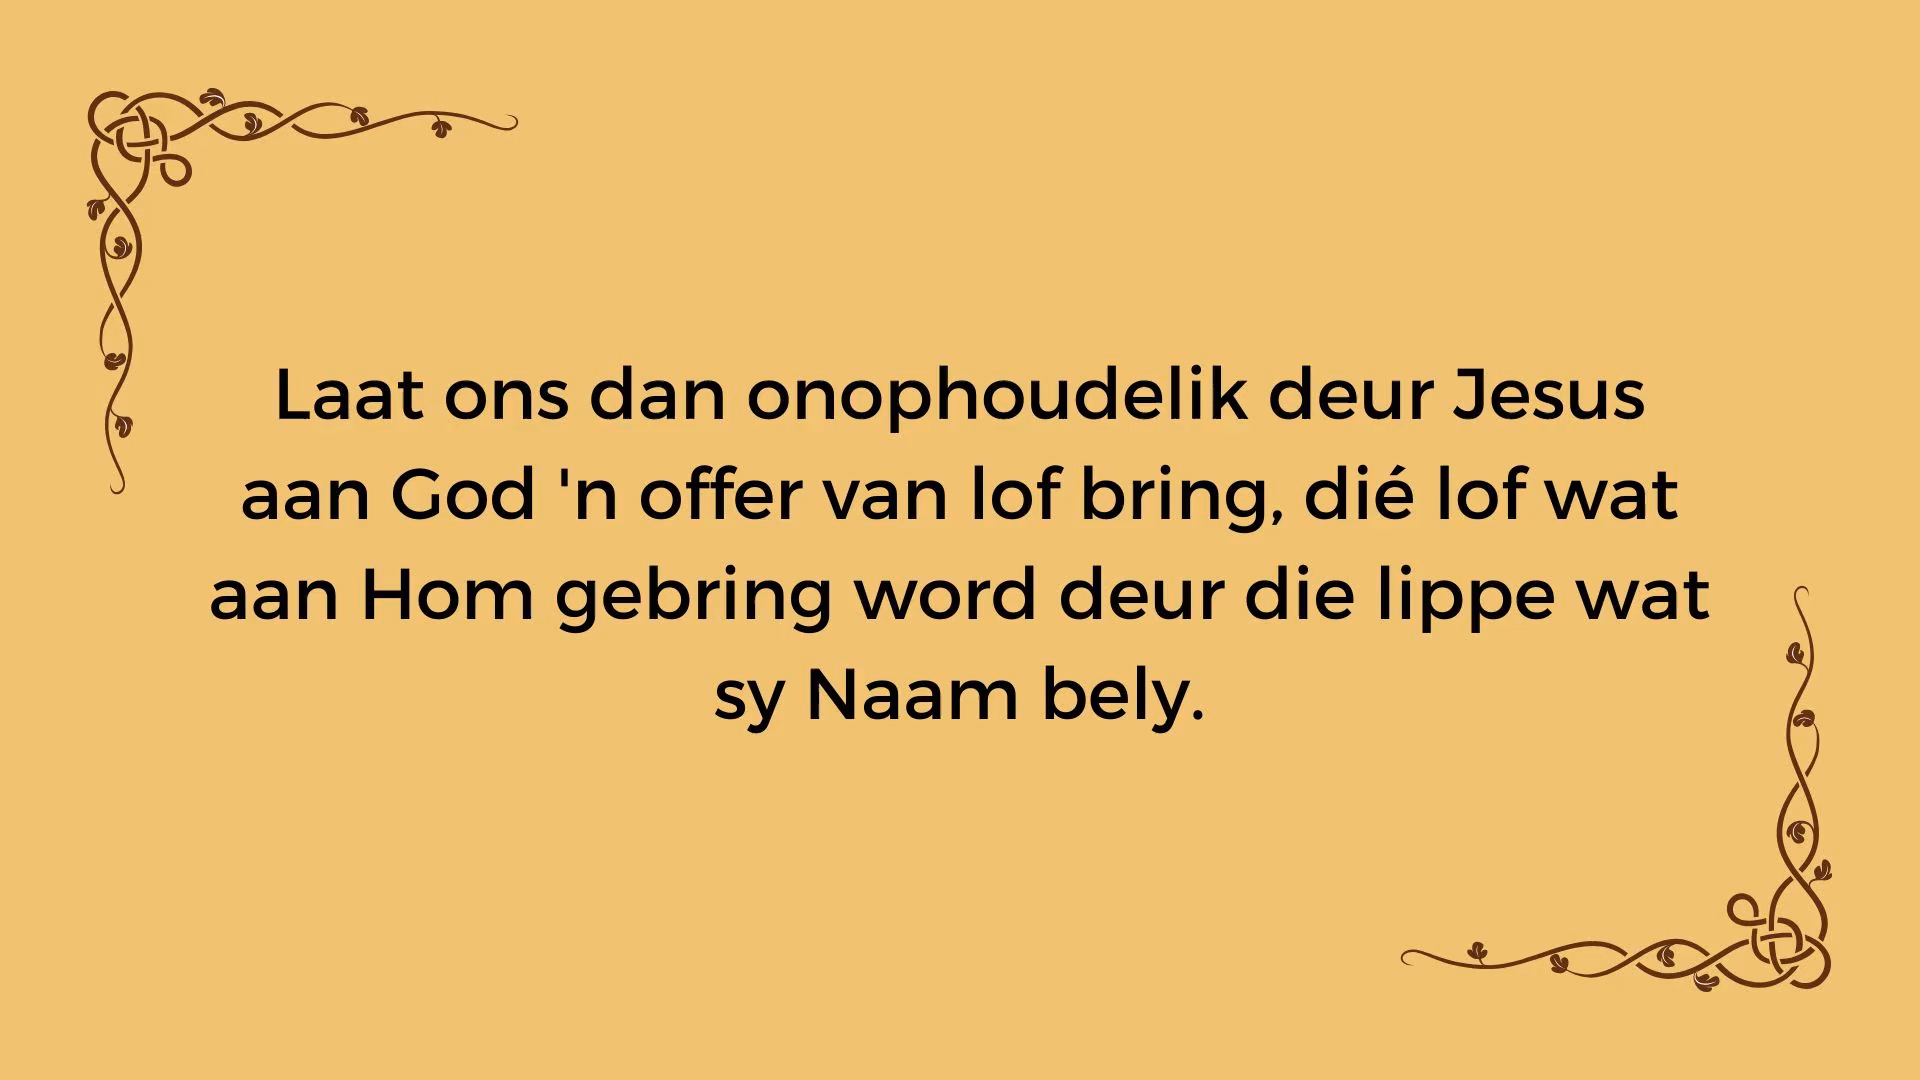 Laat ons dan onophoudelik deur Jesus
aan God 'n offer van lof bring, dié lof wat
aan Hom gebring word deur die lippe wat
sy Naam bely.